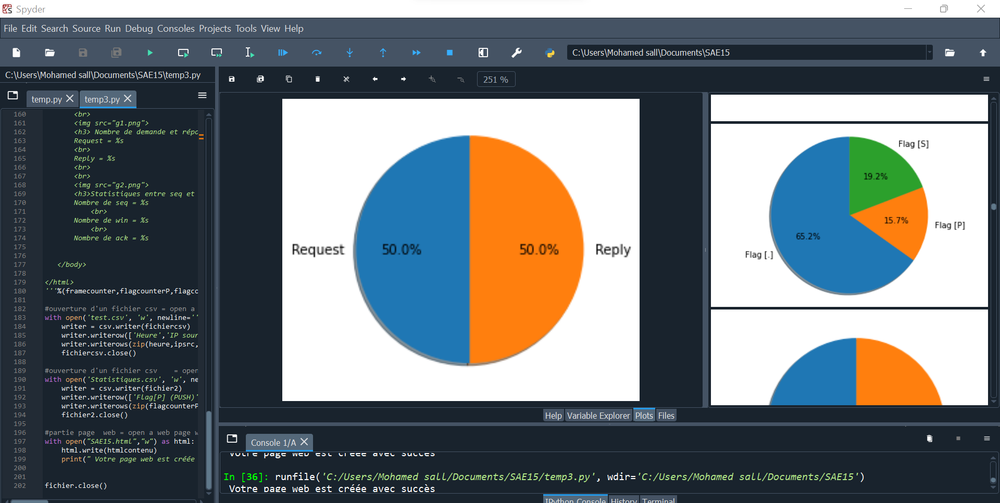 Spyder
File Edit Search Source Run Debug Consoles Projects Tools View Help
C:\Users\Mohamed sall\Documents\SAE15
C:\Users\Mohamed sall\Documents\SAE15\temp3.py
temp.py
temp3.py
160 <br>
161 <img src="g1.png">
162 <h3> Nombre de demande et répo
163 Request = %s
164 <br>
165 Reply = %s
166 <br>
167 <br>
168 <img src="g2.png">
169 <h3>Statistiques entre seq et
170 Nombre de seq = %s
171 <br>
172 Nombre de win = %s
173 <br>
174 Nombre de ack = %s
175
176
177 </body>
178
179 </html>
180 '''%(framecounter,flagcounterP,flagco
181
182 #ouverture d'un fichier csv = open a
183 with open('test.csv', 'w', newline=''
184 writer = csv.writer(fichiercsv)
185 writer.writerow(['Heure','IP sour
186 writer.writerows(zip(heure,ipsrc,
187 fichiercsv.close()
188
189 #ouverture d'un fichier csv    = open
190 with open('Statistiques.csv', 'w', ne
191 writer = csv.writer(fichier2)
192 writer.writerow(['Flag[P] (PUSH)'
193 writer.writerows(zip(flagcounterP
194 fichier2.close()
195
196 #partie page  web = open a web page w
197 with open("SAE15.html","w") as html:
198 html.write(htmlcontenu)
199 print(" Votre page web est créée
200
201
202 fichier.close()
251 %
Request
50.0%
50.0%
Reply
Flag [S]
19.2%
15.7%
Flag [P]
65.2%
Flag [.]
Help Variable Explorer Plots Files
Console 1/A
Votre page web est créée avec succès
In [36]: runfile('C:/Users/Mohamed sall/Documents/SAE15/temp3.py', wdir='C:/Users/Mohamed sall/Documents/SAE15')
Votre page web est créée avec succès
IPython Console History Terminal